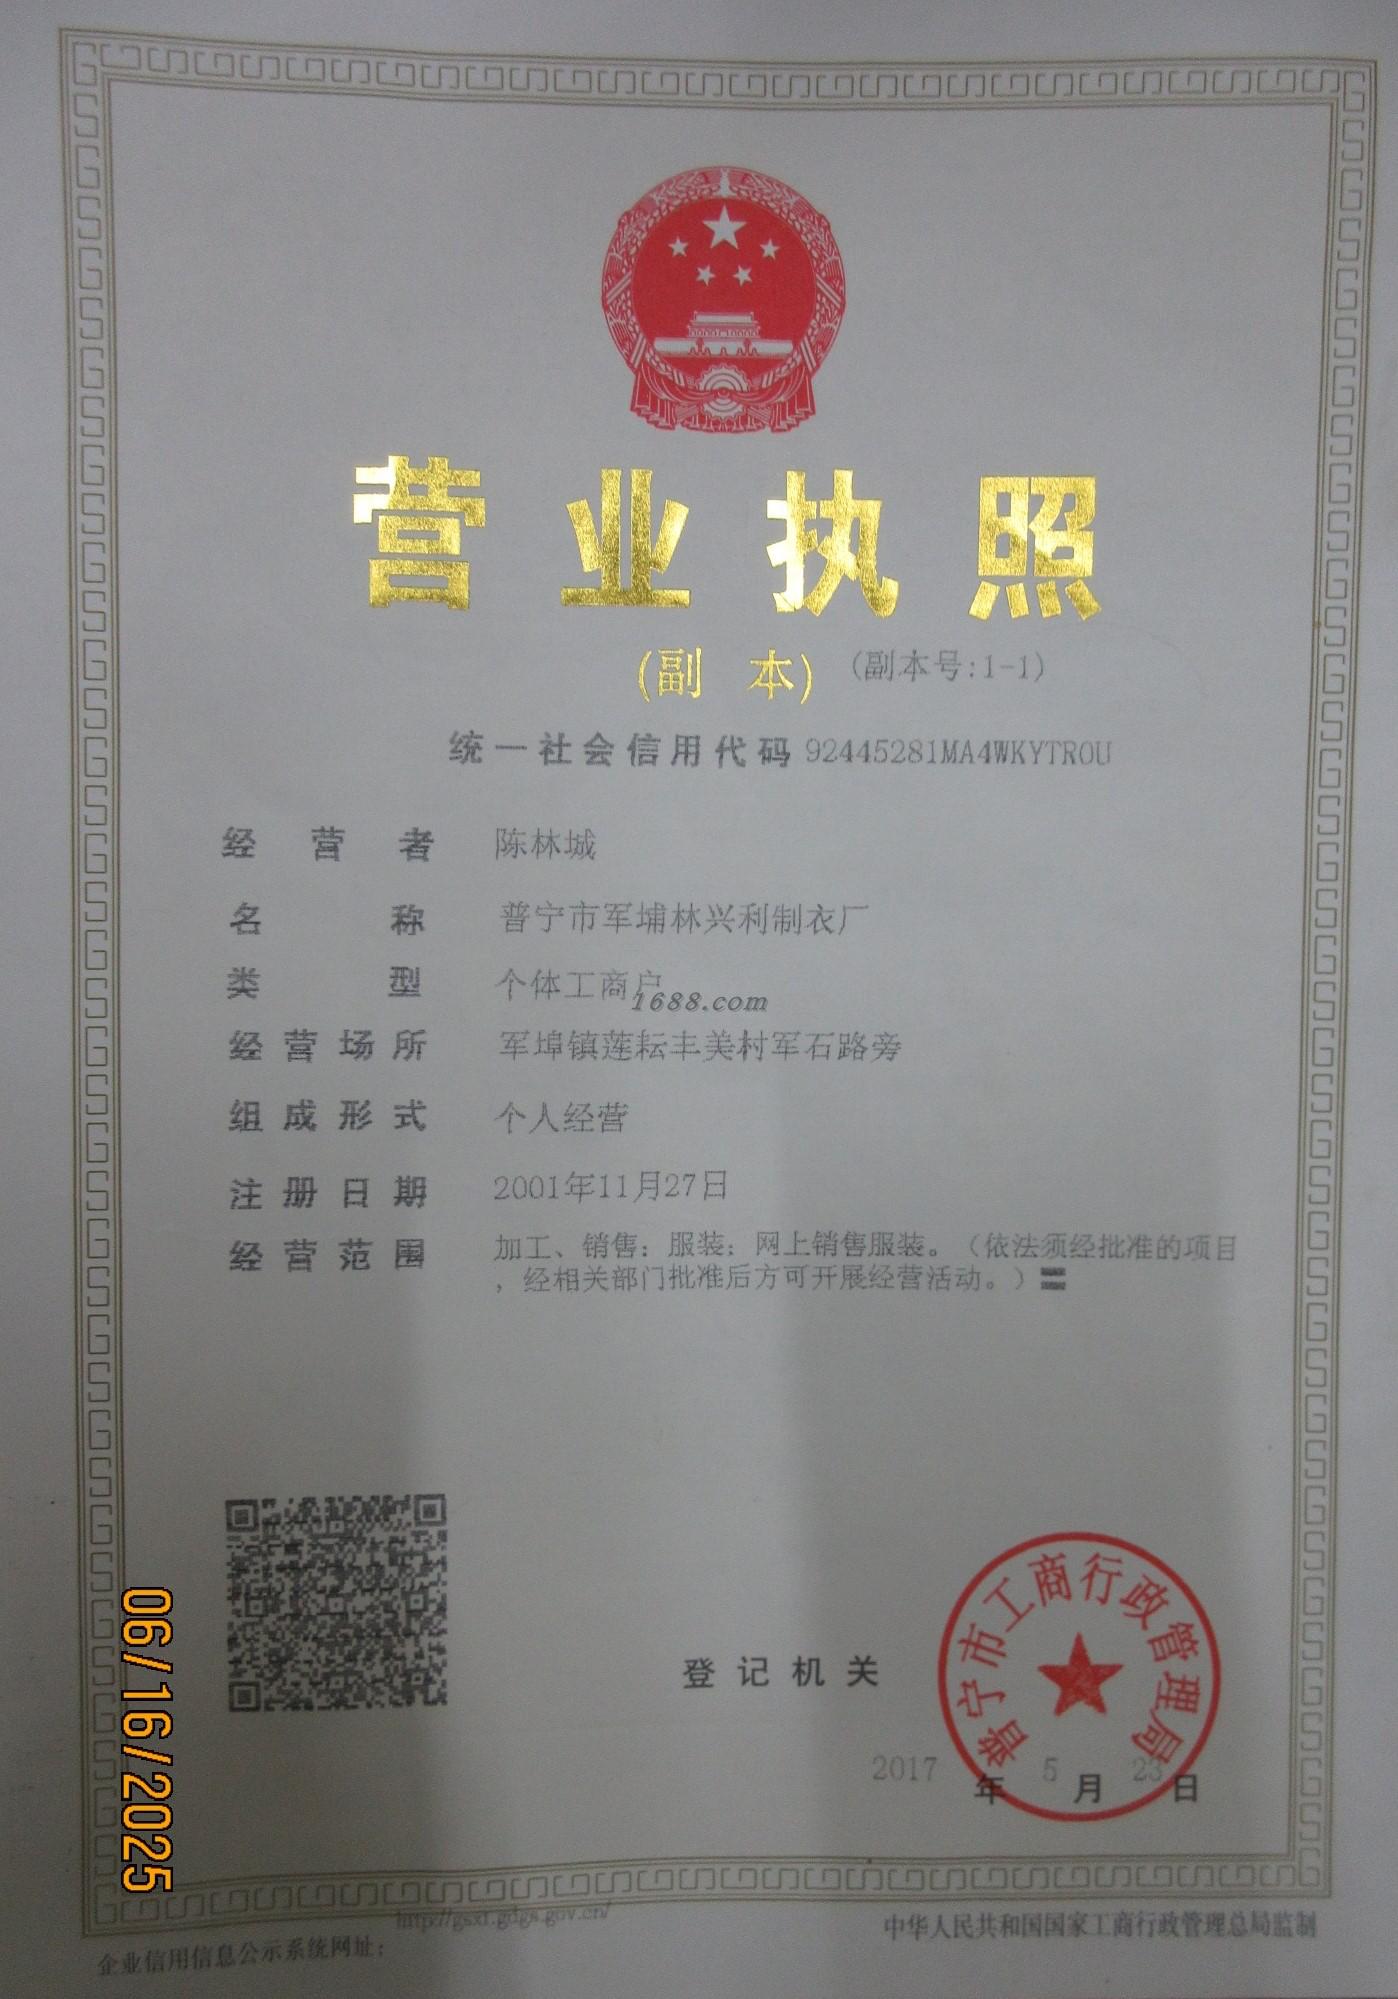 营业执照
(副 本) (副本号:1-1)
统一社会信用代码 92445281MA4WKYTROU
经营者 陈林城
名称 普宁市军埔林兴利制衣厂
类型 个体工商户
1688.com
经营场所 军埠镇莲耘丰美村军石路旁
组成形式 个人经营
注册日期 2001年11月27日
经营范围 加工、销售：服装；网上销售服装。（依法须经批准的项目
，经相关部门批准后方可开展经营活动。）
登记机关
普宁市工商行政管理局
2017 年 5 月 23 日
06/16/2025
http://gsxt.gdgs.gov.cn/
企业信用信息公示系统网址：
中华人民共和国国家工商行政管理总局监制